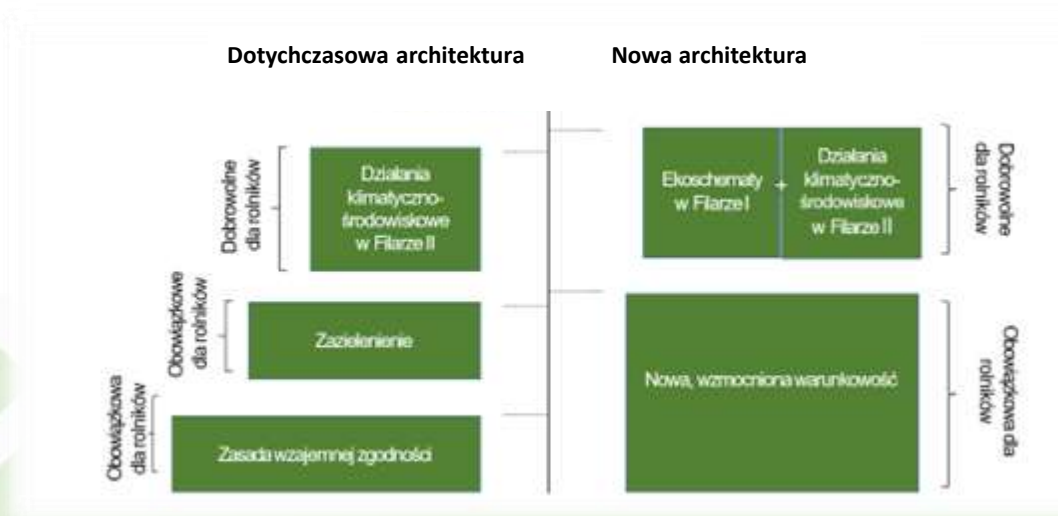 Dotychczasowa architektura
Nowa architektura
Dobrowolne
dla rolników
Działania
klimatyczno-
środowiskowe
w Filarze II
Obowiązkowe
dla rolników
Zazielenienie
Obowiązkowa
dla rolników
Zasada wzajemnej zgodności
Ekoschematy
w Filarze I
+
Działania
klimatyczno-
środowiskowe
w Filarze II
Dobrowolne
dla rolników
Nowa, wzmocniona warunkowość
Obowiązkowa dla
rolników